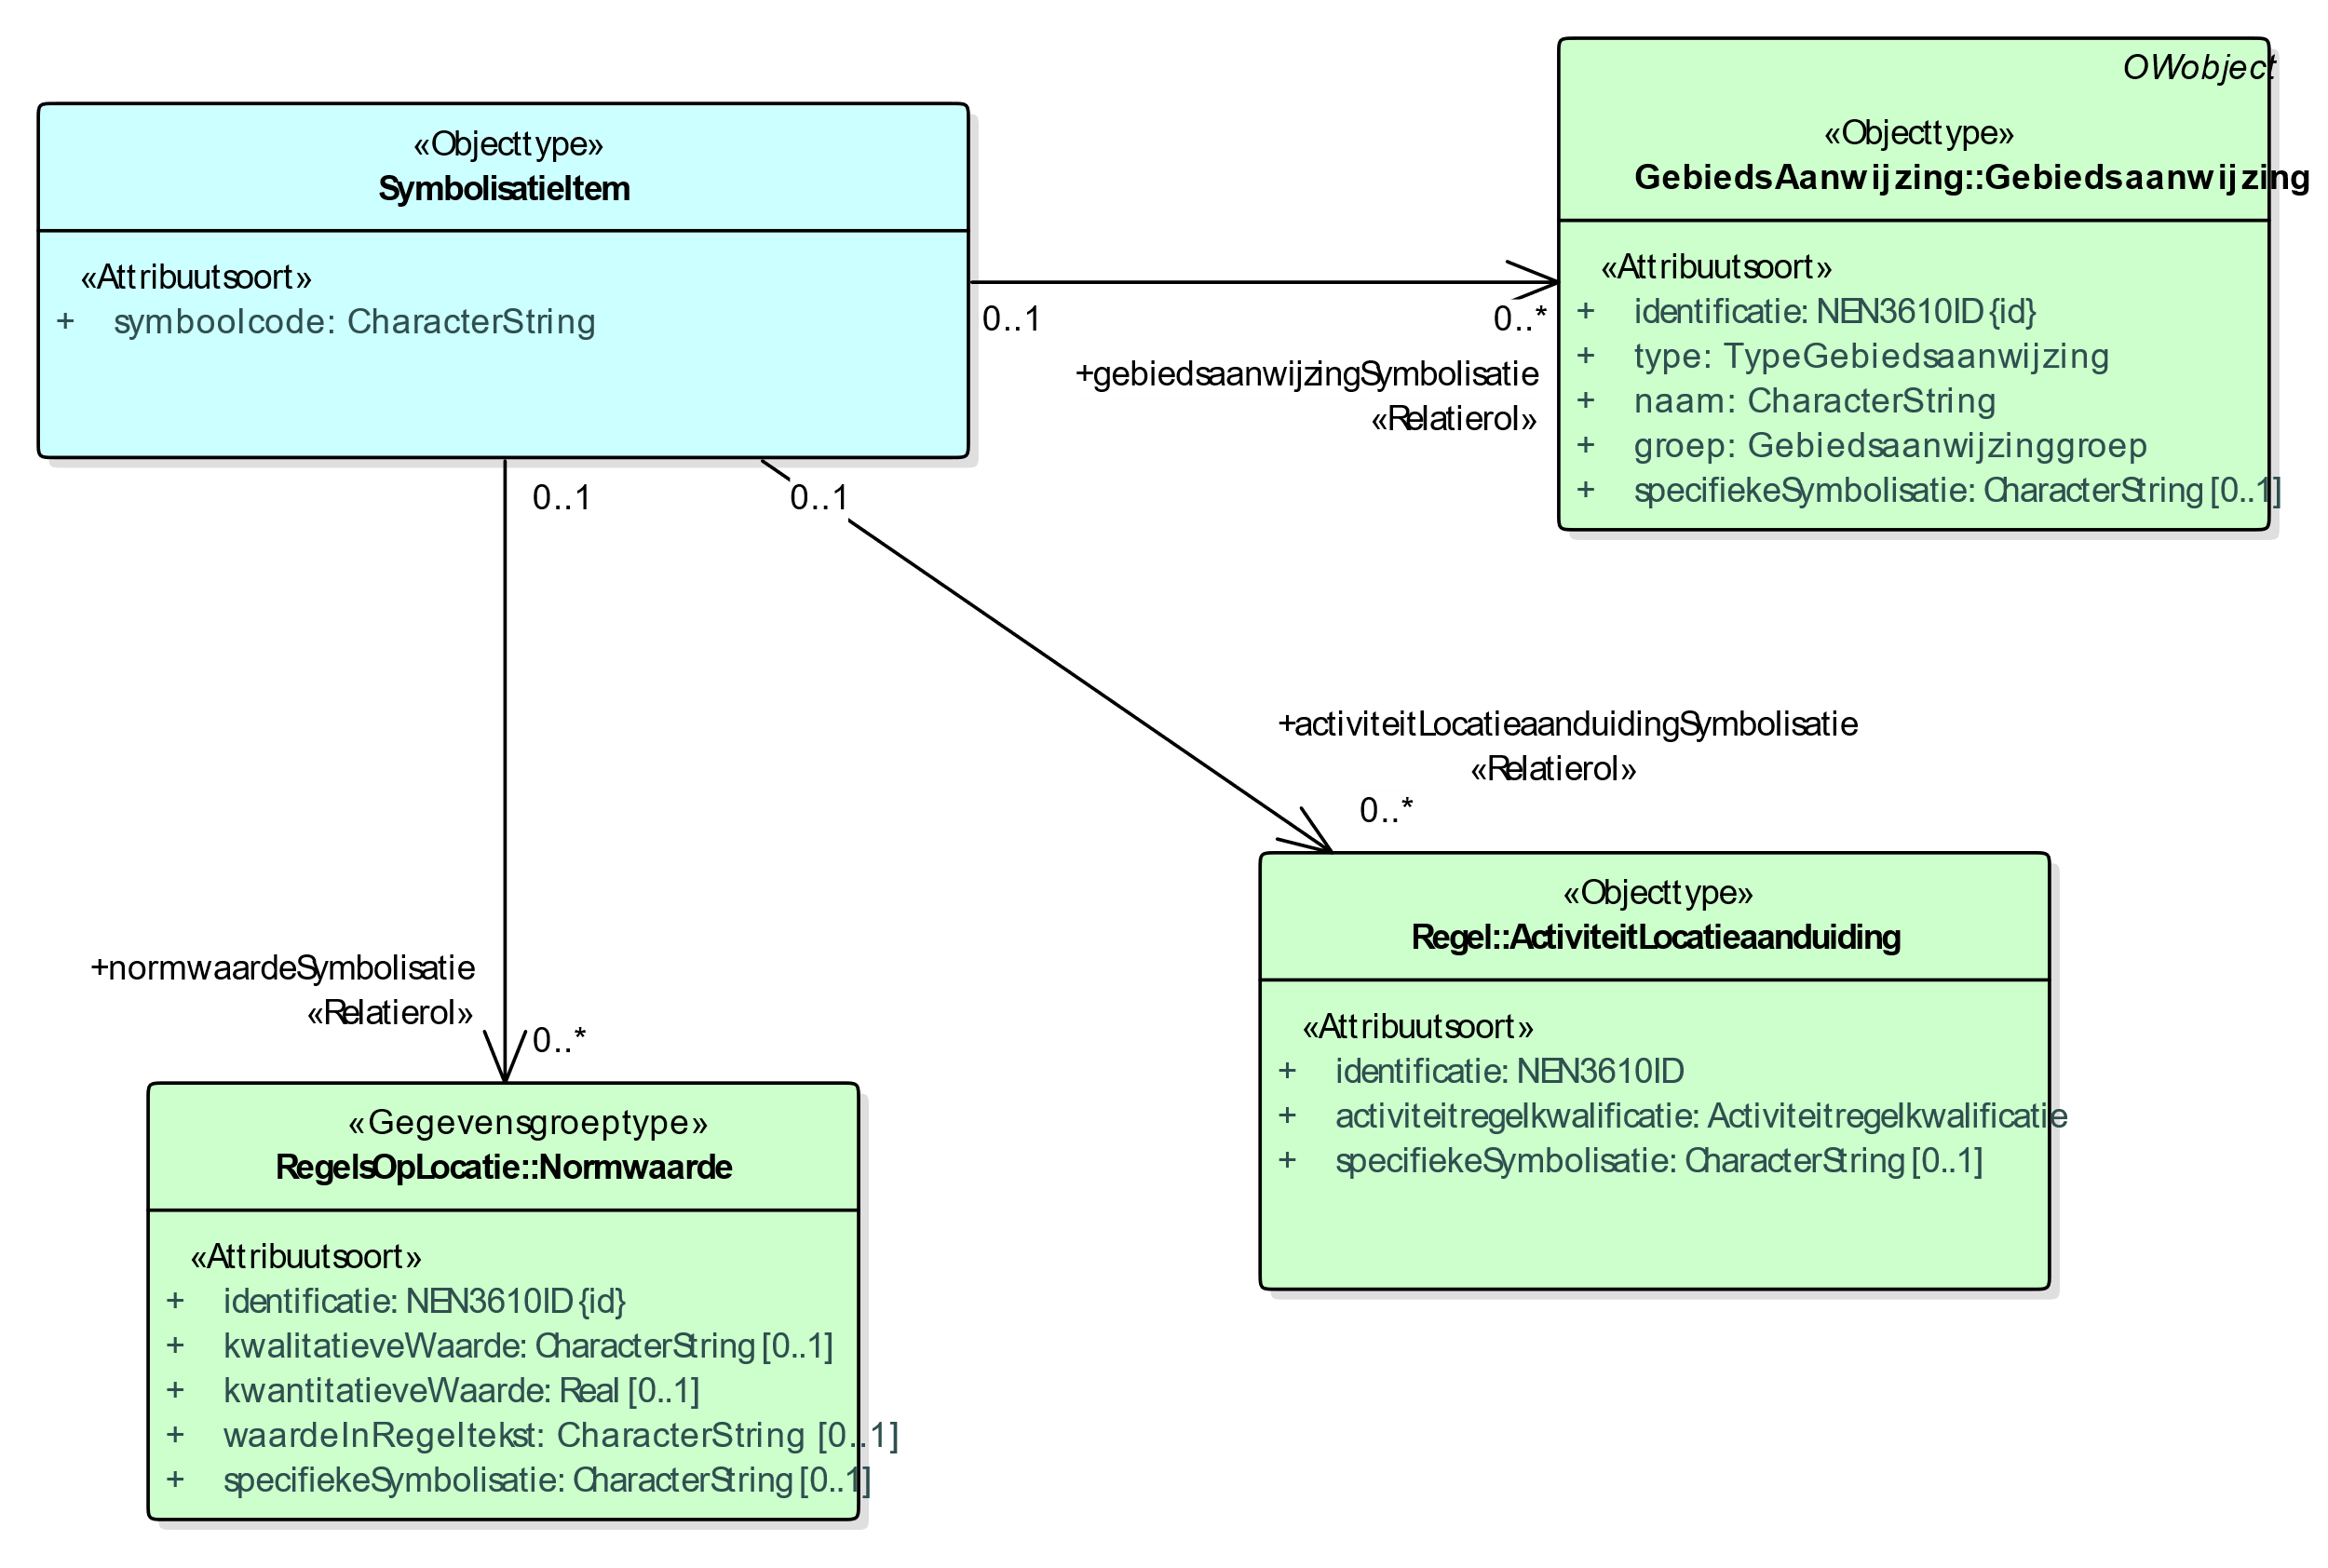 «Objecttype»
SymbolisatieItem
«Attribuutsoort»
+ symboolcode: CharacterString
OWobject
«Objecttype»
GebiedsAanwijzing::Gebiedsaanwijzing
«Attribuutsoort»
+ identificatie: NEN3610ID {id}
+ type: TypeGebiedsaanwijzing
+ naam: CharacterString
+ groep: Gebiedsaanwijzinggroep
+ specifiekeSymbolisatie: CharacterString [0..1]
0..1
0..*
+gebiedsaanwijzingSymbolisatie
«Relatierol»
0..1
0..1
+activiteitLocatieaanduidingSymbolisatie
«Relatierol»
0..*
«Objecttype»
Regel::ActiviteitLocatieaanduiding
«Attribuutsoort»
+ identificatie: NEN3610ID
+ activiteitregelkwalificatie: Activiteitregelkwalificatie
+ specifiekeSymbolisatie: CharacterString [0..1]
+normwaardeSymbolisatie
«Relatierol»
0..*
«Gegevensgroeptype»
RegelsOpLocatie::Normwaarde
«Attribuutsoort»
+ identificatie: NEN3610ID {id}
+ kwalitatieveWaarde: CharacterString [0..1]
+ kwantitatieveWaarde: Real [0..1]
+ waardeInRegeltekst: CharacterString [0..1]
+ specifiekeSymbolisatie: CharacterString [0..1]